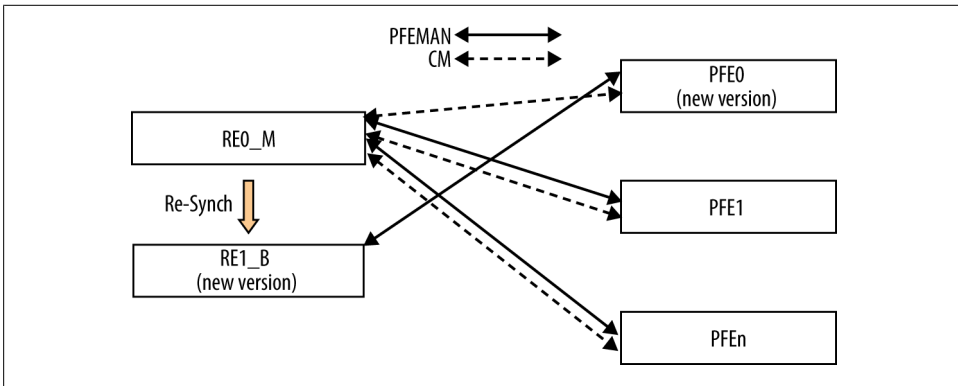 PFEMAN
CM
PFE0
(new version)
RE0_M
Re-Synch
PFE1
RE1_B
(new version)
PFEn